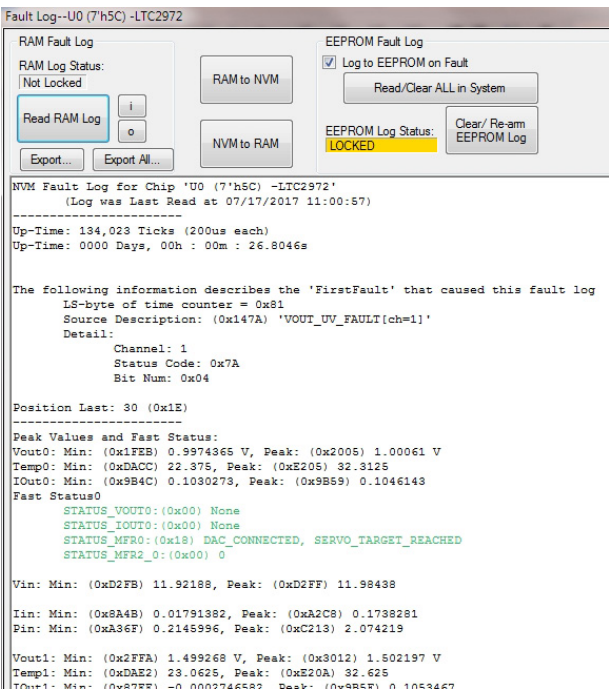 Fault Log--U0 (7'h5C) -LTC2972
RAM Fault Log
RAM Log Status:
Not Locked
Read RAM Log
i
o
Export...
Export All...
RAM to NVM
NVM to RAM
EEPROM Fault Log
Log to EEPROM on Fault
Read/Clear ALL in System
EEPROM Log Status:
LOCKED
Clear/ Re-arm
EEPROM Log
NVM Fault Log for Chip 'U0 (7'h5C) -LTC2972'
(Log was Last Read at 07/17/2017 11:00:57)
------------------------
Up-Time: 134,023 Ticks (200us each)
Up-Time: 0000 Days, 00h : 00m : 26.8046s
The following information describes the 'FirstFault' that caused this fault log
LS-byte of time counter = 0x81
Source Description: (0x147A) 'VOUT_UV_FAULT[ch=1]'
Detail:
Channel: 1
Status Code: 0x7A
Bit Num: 0x04
Position Last: 30 (0x1E)
------------------------
Peak Values and Fast Status:
Vout0: Min: (0x1FEB) 0.9974365 V, Peak: (0x2005) 1.00061 V
Temp0: Min: (0xDACC) 22.375, Peak: (0xE205) 32.3125
IOut0: Min: (0x9B4C) 0.1030273, Peak: (0x9B59) 0.1046143
Fast Status0
STATUS_VOUT0:(0x00) None
STATUS_IOUT0:(0x00) None
STATUS_MFR0:(0x18) DAC_CONNECTED, SERVO_TARGET_REACHED
STATUS_MFR2_0:(0x00) 0
Vin: Min: (0xD2FB) 11.92188, Peak: (0xD2FF) 11.98438
Iin: Min: (0x8A4B) 0.01791382, Peak: (0xA2C8) 0.1738281
Pin: Min: (0xA36F) 0.2145996, Peak: (0xC213) 2.074219
Vout1: Min: (0x2FFA) 1.499268 V, Peak: (0x3012) 1.502197 V
Temp1: Min: (0xDAE2) 23.0625, Peak: (0xE20A) 32.625
IOut1: Min: (0x87EE) -0.0002746582, Peak: (0x9B5F) 0.1053467